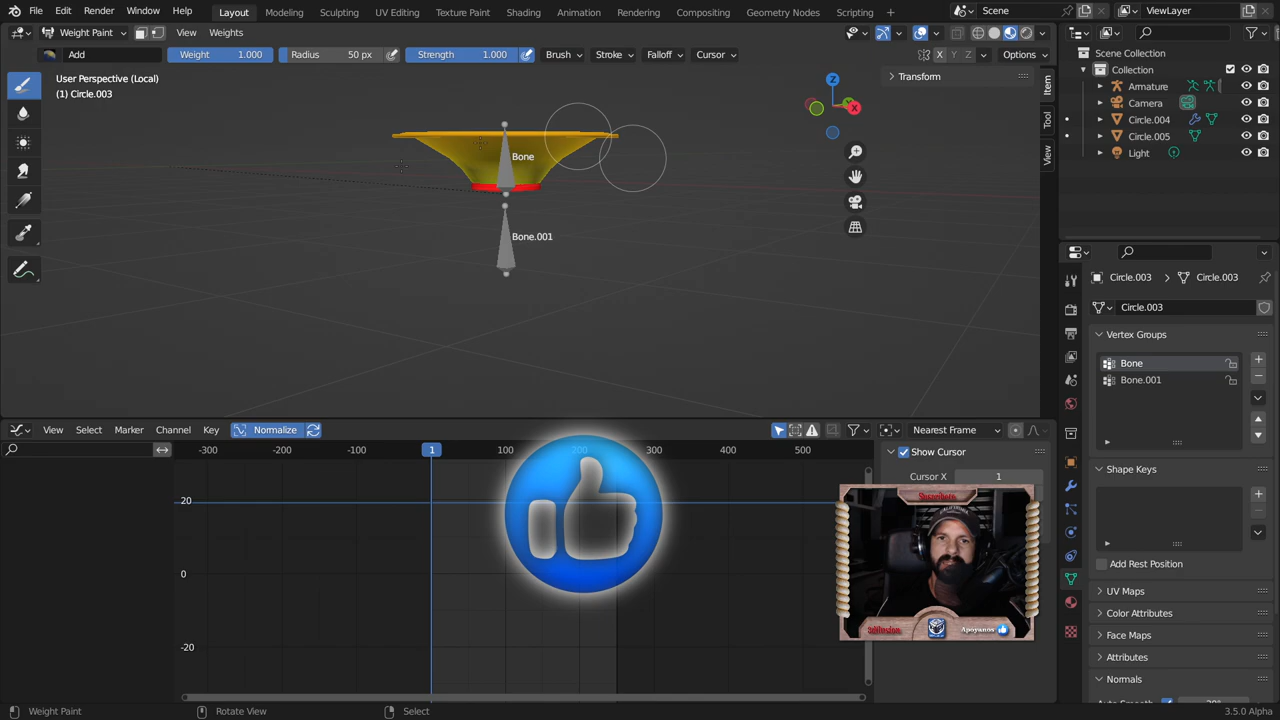 File Edit Render Window Help Layout Modeling Sculpting UV Editing Texture Paint Shading Animation Rendering Compositing Geometry Nodes Scripting Scene ViewLayer
Weight Paint View Weights
Add Weight 1.000 Radius 50 px Strength 1.000 Brush Stroke Falloff Cursor X Y Z Options
User Perspective (Local)
(1) Circle.003
Transform
Item
Tool
View
Z
X
Bone
Bone.001
Scene Collection
Collection
Armature
Camera
Circle.004
Circle.005
Light
Circle.003 Circle.003
Circle.003
Vertex Groups
Bone
Bone.001
Shape Keys
Add Rest Position
UV Maps
Color Attributes
Face Maps
Attributes
Normals
View Select Marker Channel Key Normalize Nearest Frame
-300 -200 -100 1 100 200 300 400 500
20
0
-20
Show Cursor
Cursor X 1
Suscribete
Apoyanos
Weight Paint Rotate View Select 3.5.0 Alpha